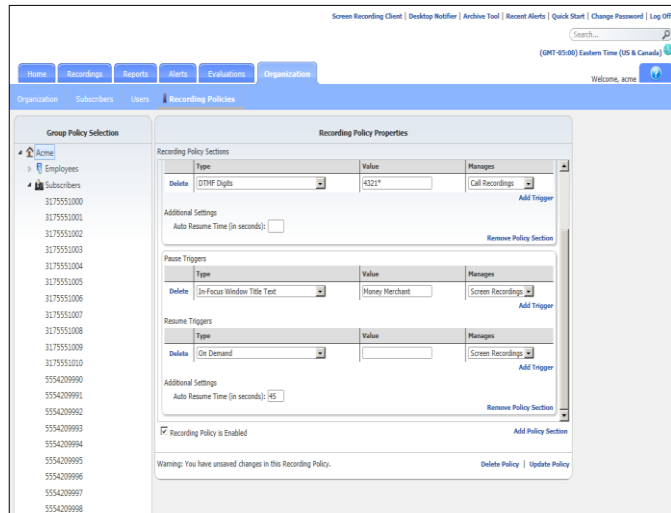 Screen Recording Client | Desktop Notifier | Archive Tool | Recent Alerts | Quick Start | Change Password | Log Off
Search...
(GMT-05:00) Eastern Time (US & Canada)
Home Recordings Reports Alerts Evaluations Organization
Welcome, acme
Organization Subscribers Users Recording Policies
Group Policy Selection
Acme
Employees
Subscribers
3175551000
3175551001
3175551002
3175551003
3175551004
3175551005
3175551006
3175551007
3175551008
3175551009
3175551010
5554209990
5554209991
5554209992
5554209993
5554209994
5554209995
5554209996
5554209997
5554209998
Recording Policy Properties
Recording Policy Sections
Type Value Manages
Delete DTMF Digits 4321* Call Recordings
Add Trigger
Additional Settings
Auto Resume Time (in seconds):
Remove Policy Section
Pause Triggers
Type Value Manages
Delete In-Focus Window Title Text Money Merchant Screen Recordings
Add Trigger
Resume Triggers
Type Value Manages
Delete On Demand Screen Recordings
Add Trigger
Additional Settings
Auto Resume Time (in seconds): 45
Remove Policy Section
Recording Policy is Enabled Add Policy Section
Warning: You have unsaved changes in this Recording Policy. Delete Policy | Update Policy